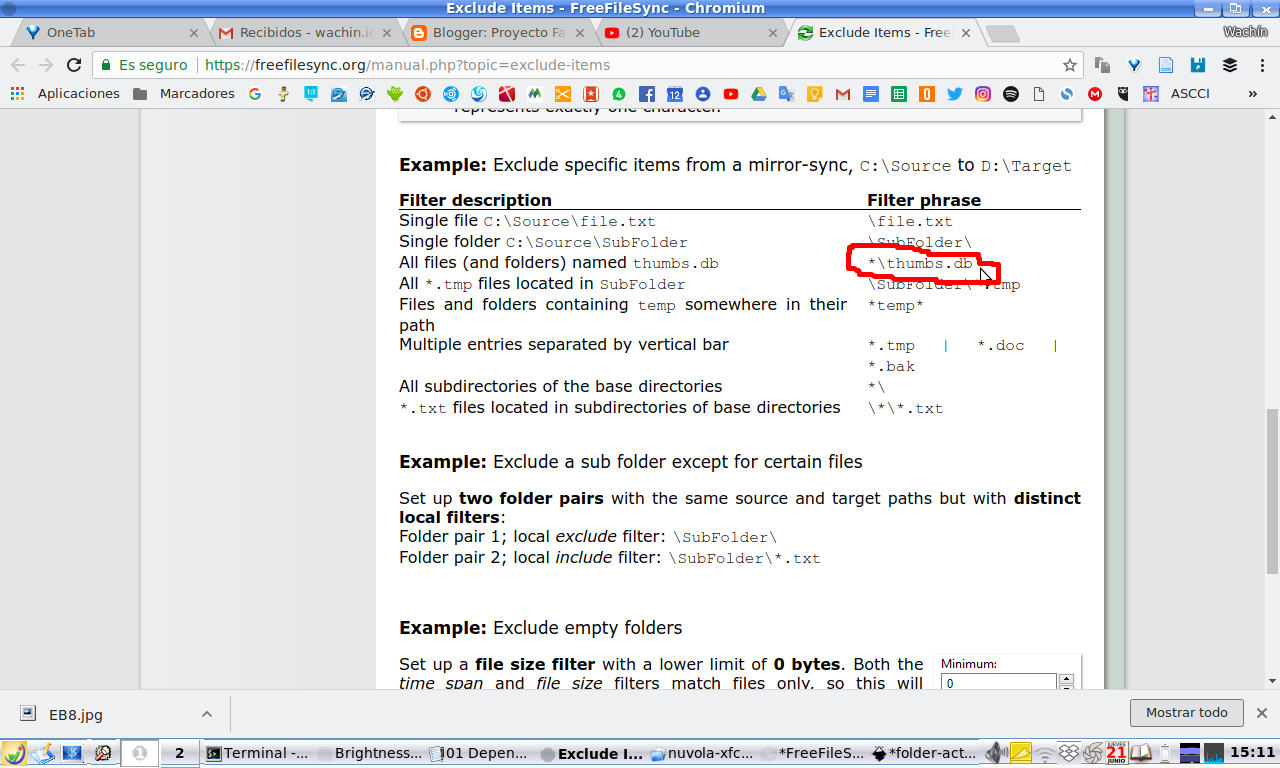 Exclude Items - FreeFileSync - Chromium
OneTab
Recibidos - wachin.i
Blogger: Proyecto Fa
(2) YouTube
Exclude Items - Free
Wachin
Es seguro
https://freefilesync.org/manual.php?topic=exclude-items
Aplicaciones
Marcadores
ASCCI
»
represents exactly one character.
Example: Exclude specific items from a mirror-sync, C:\Source to D:\Target
Filter description Filter phrase
Single file C:\Source\file.txt \file.txt
Single folder C:\Source\SubFolder \SubFolder\
All files (and folders) named thumbs.db *\thumbs.db
All *.tmp files located in SubFolder \SubFolder\*.tmp
Files and folders containing temp somewhere in their *temp*
path
Multiple entries separated by vertical bar *.tmp | *.doc |
*.bak
All subdirectories of the base directories *\
*.txt files located in subdirectories of base directories \*\*.txt
Example: Exclude a sub folder except for certain files
Set up two folder pairs with the same source and target paths but with distinct
local filters:
Folder pair 1; local exclude filter: \SubFolder\
Folder pair 2; local include filter: \SubFolder\*.txt
Example: Exclude empty folders
Set up a file size filter with a lower limit of 0 bytes. Both the
time span and file size filters match files only, so this will
Minimum:
0
EB8.jpg
Mostrar todo
1
2
Terminal -...
Brightness...
01 Depen...
Exclude I...
nuvola-xfc...
*FreeFileS...
*folder-act...
JUEVES
21
JUNIO
15:11